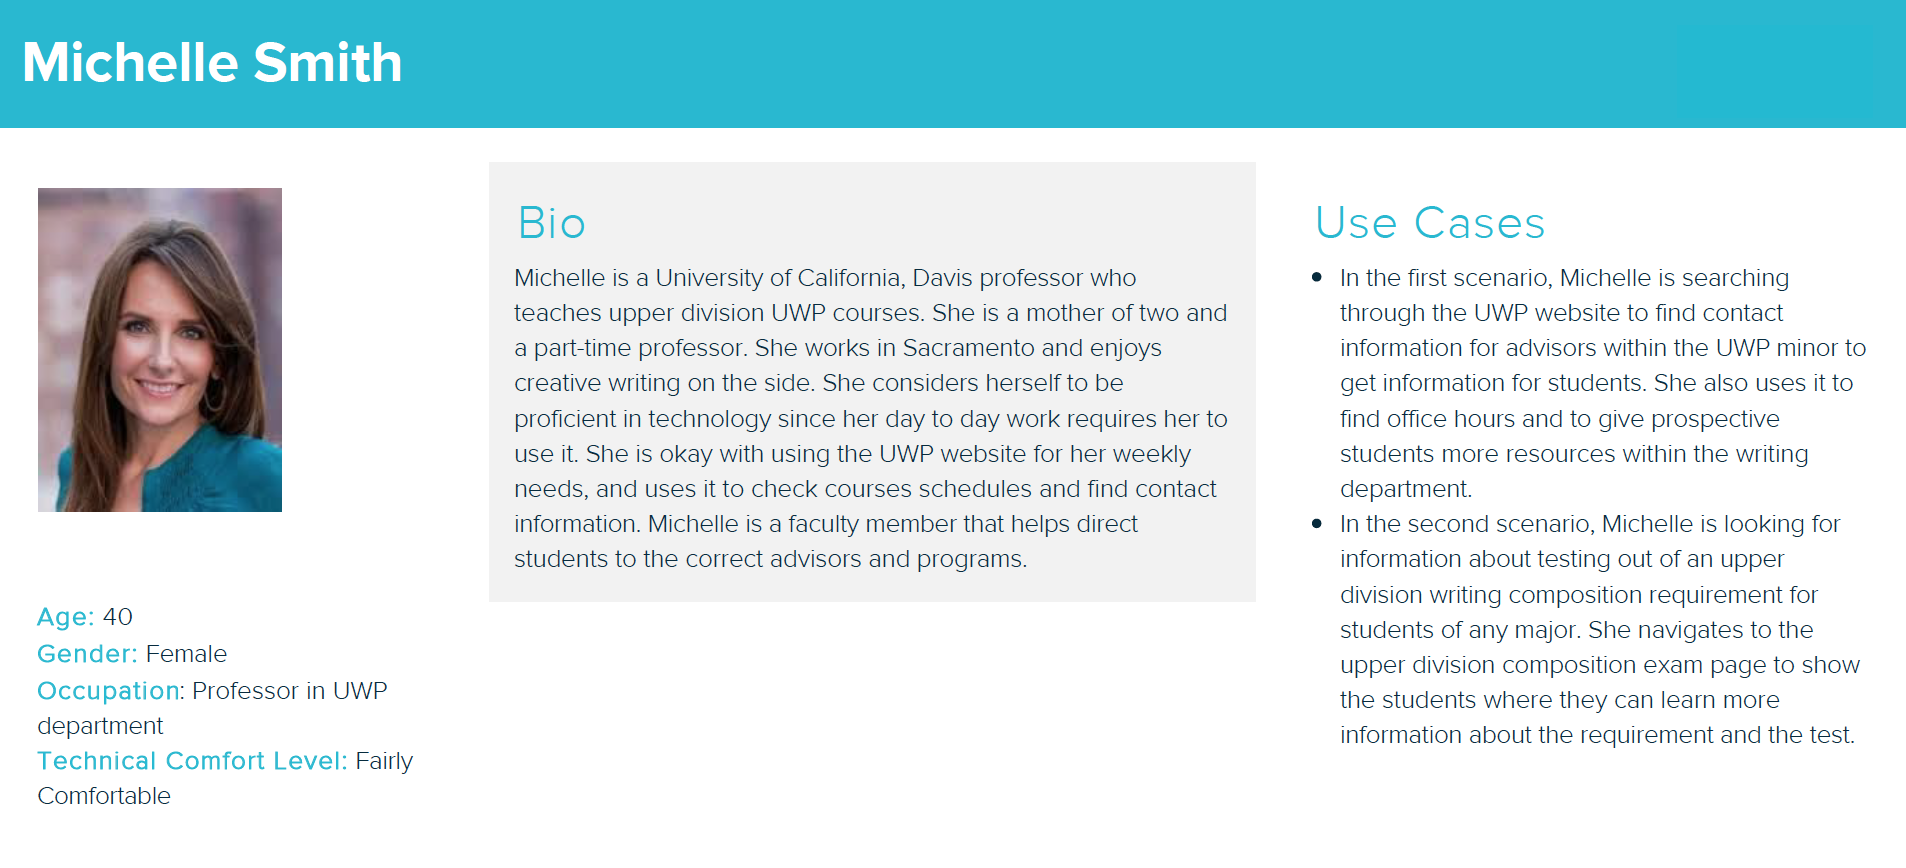 Michelle Smith
Age: 40
Gender: Female
Occupation: Professor in UWP
department
Technical Comfort Level: Fairly
Comfortable
Bio
Michelle is a University of California, Davis professor who
teaches upper division UWP courses. She is a mother of two and
a part-time professor. She works in Sacramento and enjoys
creative writing on the side. She considers herself to be
proficient in technology since her day to day work requires her to
use it. She is okay with using the UWP website for her weekly
needs, and uses it to check courses schedules and find contact
information. Michelle is a faculty member that helps direct
students to the correct advisors and programs.
Use Cases
• In the first scenario, Michelle is searching
through the UWP website to find contact
information for advisors within the UWP minor to
get information for students. She also uses it to
find office hours and to give prospective
students more resources within the writing
department.
• In the second scenario, Michelle is looking for
information about testing out of an upper
division writing composition requirement for
students of any major. She navigates to the
upper division composition exam page to show
the students where they can learn more
information about the requirement and the test.